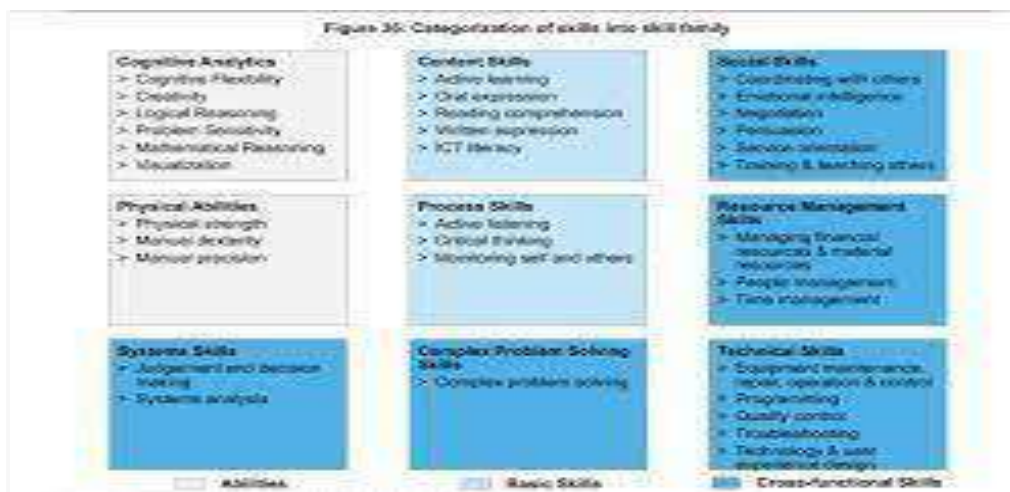 Figure 36: Categorization of skills into skill family
Cognitive Analytics
> Cognitive Flexibility
> Creativity
> Logical Reasoning
> Problem Sensitivity
> Mathematical Reasoning
> Visualization
Content Skills
> Active learning
> Oral expression
> Reading comprehension
> Written expression
> ICT literacy
Social Skills
> Coordinating with others
> Emotional intelligence
> Negotiation
> Persuasion
> Service orientation
> Training & teaching others
Physical Abilities
> Physical strength
> Manual dexterity
> Manual precision
Process Skills
> Active listening
> Critical thinking
> Monitoring self and others
Resource Management
Skills
> Managing financial
resources & material
resources
> People management
> Time management
Systems Skills
> Judgement and decision
making
> Systems analysis
Complex Problem Solving
Skills
> Complex problem solving
Technical Skills
> Equipment maintenance,
repair, operation & control
> Programming
> Quality control
> Troubleshooting
> Technology & user
experience design
Abilities
Basic Skills
Cross-functional Skills